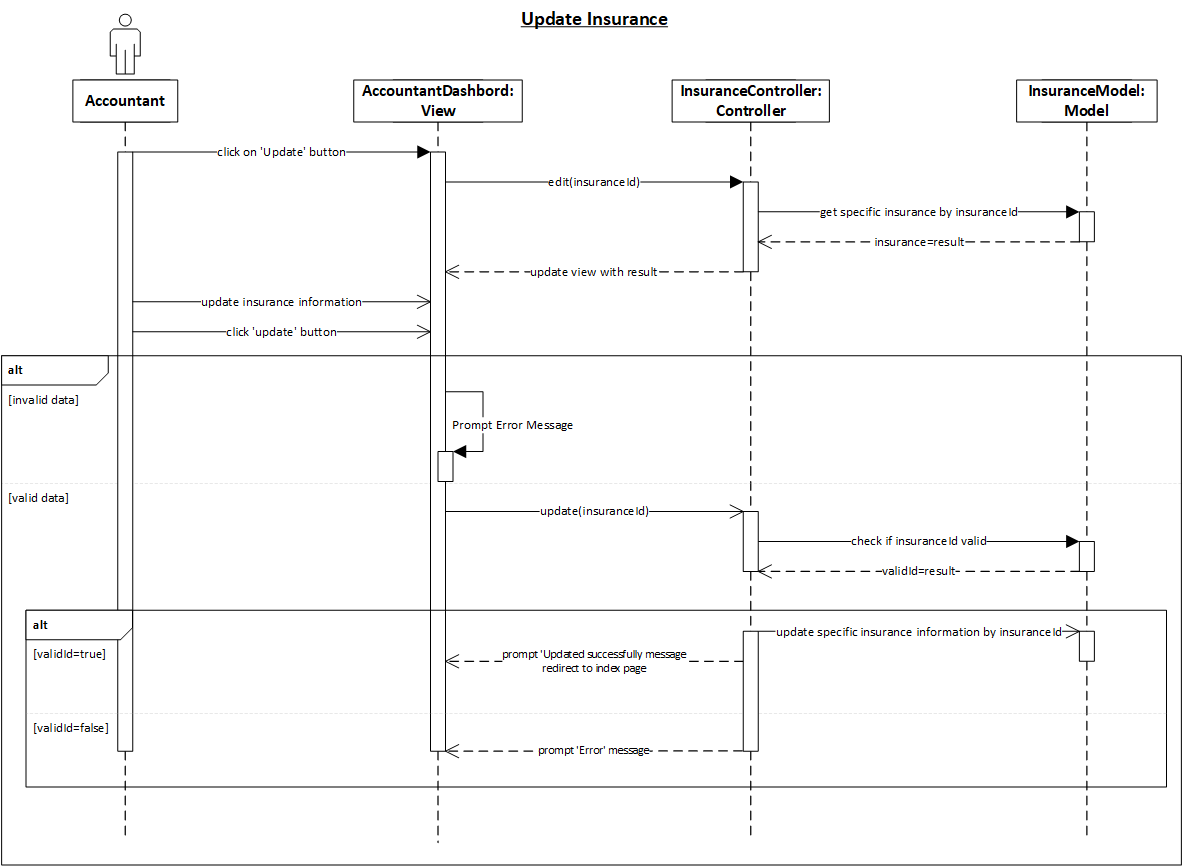 Update Insurance
Accountant
AccountantDashbord:
View
InsuranceController:
Controller
InsuranceModel:
Model
click on 'Update' button
edit(insuranceId)
get specific insurance by insuranceId
insurance=result
update view with result
update insurance information
click 'update' button
alt
[invalid data]
Prompt Error Message
[valid data]
update(insuranceId)
check if insuranceId valid
validId=result
alt
update specific insurance information by insuranceId
[validId=true]
prompt 'Updated successfully message
redirect to index page
[validId=false]
prompt 'Error' message